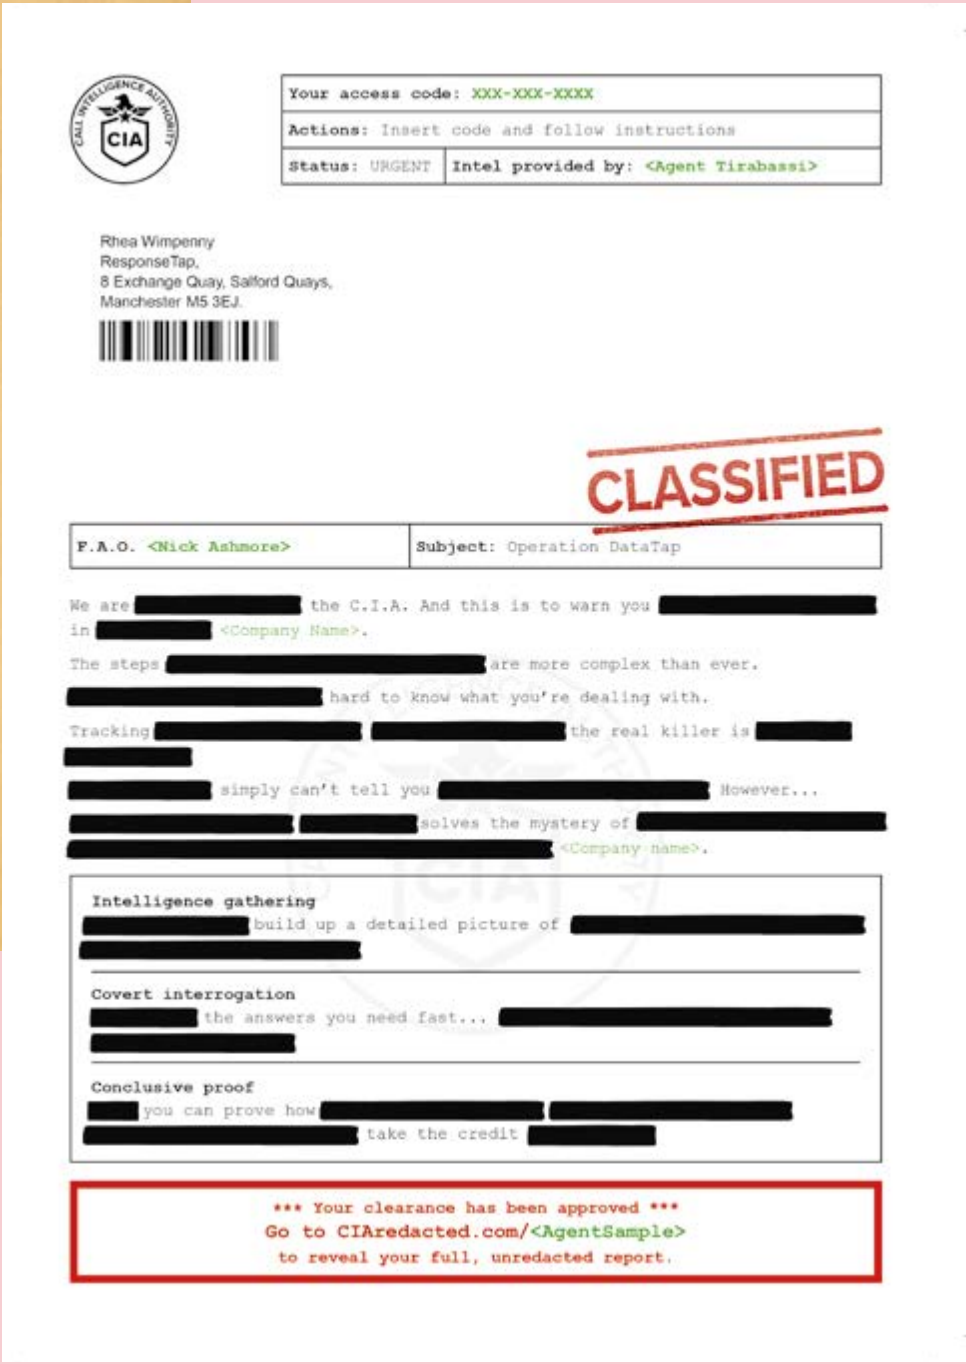 CALL INTELLIGENCE AUTHORITY
CIA
Your access code: XXX-XXX-XXXX
Actions: Insert code and follow instructions
Status: URGENT
Intel provided by: <Agent Tirabassi>
Rhea Wimpenny
ResponseTap,
8 Exchange Quay, Salford Quays,
Manchester M5 3EJ.
CLASSIFIED
F.A.O. <Nick Ashmore>
Subject: Operation DataTap
We are the C.I.A. And this is to warn you
in <Company Name>.
The steps are more complex than ever.
hard to know what you're dealing with.
Tracking the real killer is
simply can't tell you However...
solves the mystery of
<Company name>.
CIA
Intelligence gathering
build up a detailed picture of
Covert interrogation
the answers you need fast...
Conclusive proof
you can prove how
take the credit
*** Your clearance has been approved ***
Go to CIAredacted.com/<AgentSample>
to reveal your full, unredacted report.